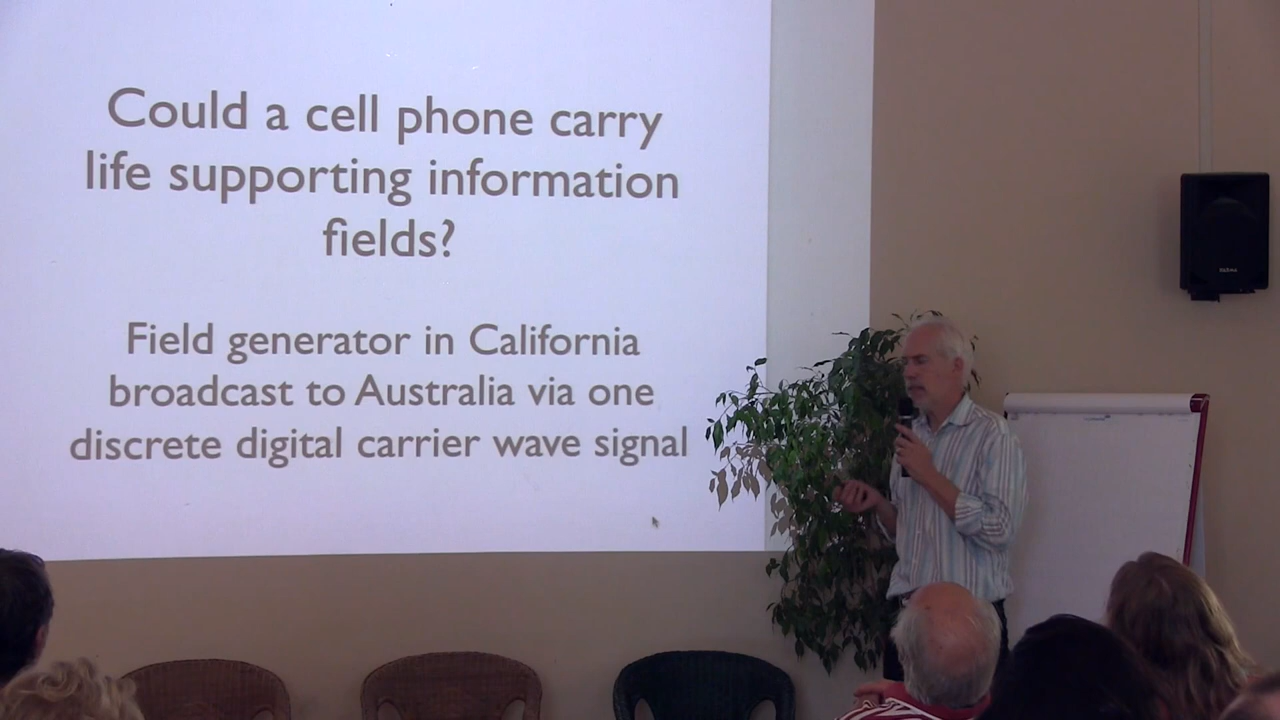 Could a cell phone carry
life supporting information
fields?
Field generator in California
broadcast to Australia via one
discrete digital carrier wave signal